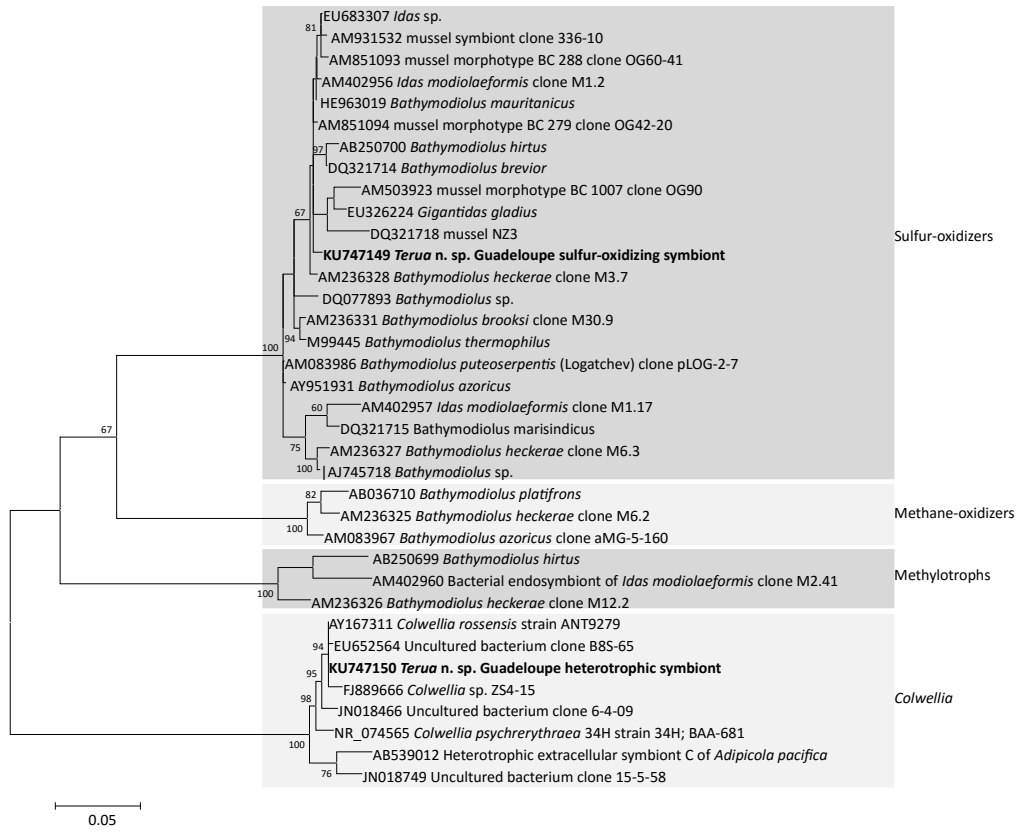 EU683307 Idas sp.
81
AM931532 mussel symbiont clone 336-10
AM851093 mussel morphotype BC 288 clone OG60-41
AM402956 Idas modiolaeformis clone M1.2
HE963019 Bathymodiolus mauritanicus
AM851094 mussel morphotype BC 279 clone OG42-20
AB250700 Bathymodiolus hirtus
97
DQ321714 Bathymodiolus brevior
AM503923 mussel morphotype BC 1007 clone OG90
EU326224 Gigantidas gladius
67
DQ321718 mussel NZ3
Sulfur-oxidizers
KU747149 Terua n. sp. Guadeloupe sulfur-oxidizing symbiont
AM236328 Bathymodiolus heckerae clone M3.7
DQ077893 Bathymodiolus sp.
AM236331 Bathymodiolus brooksi clone M30.9
94
M99445 Bathymodiolus thermophilus
100
AM083986 Bathymodiolus puteoserpentis (Logatchev) clone pLOG-2-7
AY951931 Bathymodiolus azoricus
60
AM402957 Idas modiolaeformis clone M1.17
DQ321715 Bathymodiolus marisindicus
67
75
AM236327 Bathymodiolus heckerae clone M6.3
100
AJ745718 Bathymodiolus sp.
82
AB036710 Bathymodiolus platifrons
AM236325 Bathymodiolus heckerae clone M6.2
Methane-oxidizers
100
AM083967 Bathymodiolus azoricus clone aMG-5-160
AB250699 Bathymodiolus hirtus
Methylotrophs
AM402960 Bacterial endosymbiont of Idas modiolaeformis clone M2.41
100
AM236326 Bathymodiolus heckerae clone M12.2
AY167311 Colwellia rossensis strain ANT9279
94
EU652564 Uncultured bacterium clone B8S-65
KU747150 Terua n. sp. Guadeloupe heterotrophic symbiont
95
FJ889666 Colwellia sp. ZS4-15
Colwellia
98
JN018466 Uncultured bacterium clone 6-4-09
NR_074565 Colwellia psychrerythraea 34H strain 34H; BAA-681
100
AB539012 Heterotrophic extracellular symbiont C of Adipicola pacifica
76
JN018749 Uncultured bacterium clone 15-5-58
0.05